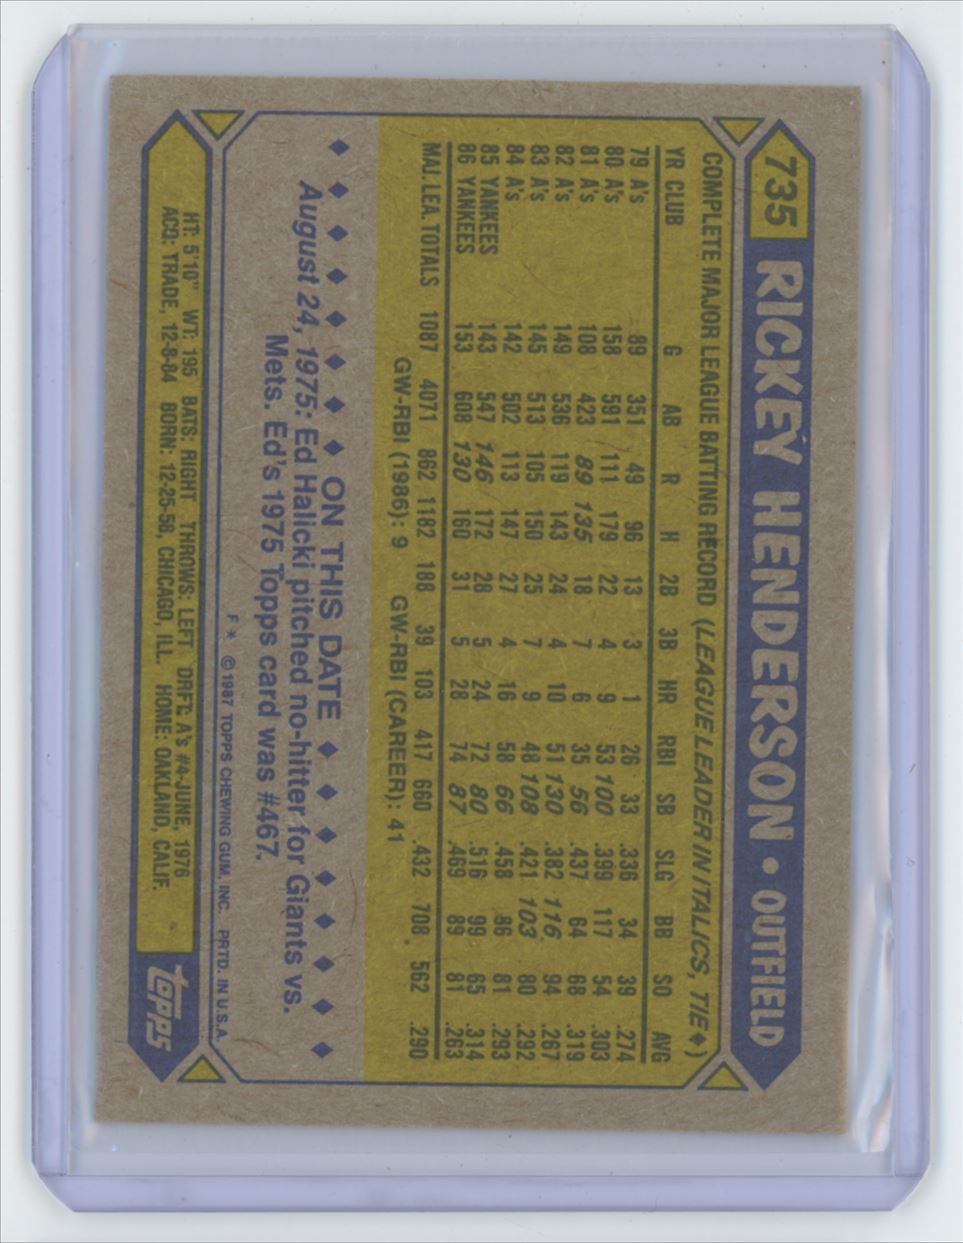 735 RICKEY HENDERSON • OUTFIELD
COMPLETE MAJOR LEAGUE BATTING RECORD (LEAGUE LEADER IN ITALICS, TIE ♦)
YR CLUB G AB R H 2B 3B HR RBI SB SLG BB SO AVG
79 A's 89 351 49 96 13 3 1 26 33 .336 34 39 .274
80 A's 158 591 111 179 22 4 9 53 100 .399 117 54 .303
81 A's 108 423 89 135 18 7 6 35 56 .437 64 68 .319
82 A's 149 536 119 143 24 4 10 51 130 .382 116 94 .267
83 A's 145 513 105 150 25 7 9 48 108 .421 103 80 .292
84 A's 142 502 113 147 27 4 16 58 66 .458 86 81 .293
85 YANKEES 143 547 146 172 28 5 24 72 80 .516 99 65 .314
86 YANKEES 153 608 130 160 31 5 28 74 87 .469 89 81 .263
MAJ. LEA. TOTALS 1087 4071 862 1182 188 39 103 417 660 .432 708 562 .290
GW-RBI (1986): 9 GW-RBI (CAREER): 41
♦ ♦ ♦ ♦ ♦ ♦ ♦ ♦ ON THIS DATE ♦ ♦ ♦ ♦ ♦ ♦ ♦ ♦
August 24, 1975: Ed Halicki pitched no-hitter for Giants vs.
Mets. Ed's 1975 Topps card was #467.
F * © 1987 TOPPS CHEWING GUM, INC. PRTD. IN U.S.A.
HT: 5'10" WT: 195 BATS: RIGHT THROWS: LEFT DRFT: A's #4-JUNE, 1976
ACQ: TRADE, 12-8-84 BORN: 12-25-58, CHICAGO, ILL. HOME: OAKLAND, CALIF.
topps